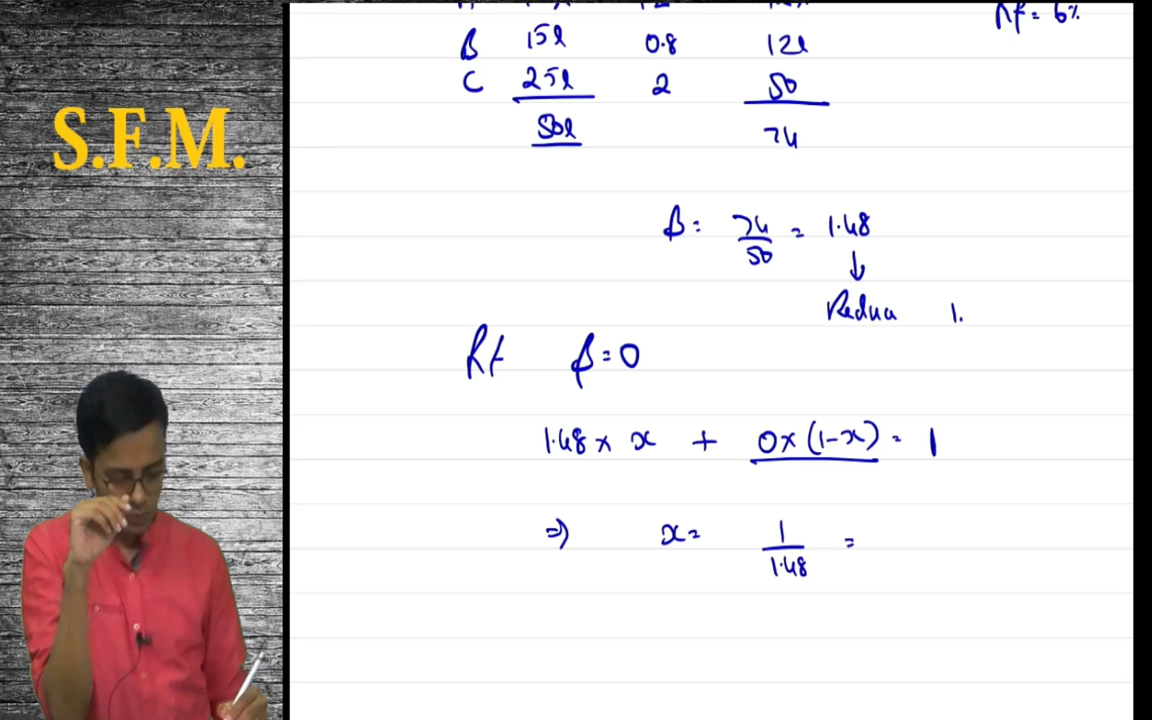 S.F.M.
Rf = 6%
B 15l 0.8 12l
C 25l 2 50
50l 74
β = 74/50 = 1.48
↓
Reduce 1.
Rf β = 0
1.48 × x + 0 × (1-x) = 1
⇒ x = 1/1.48 =